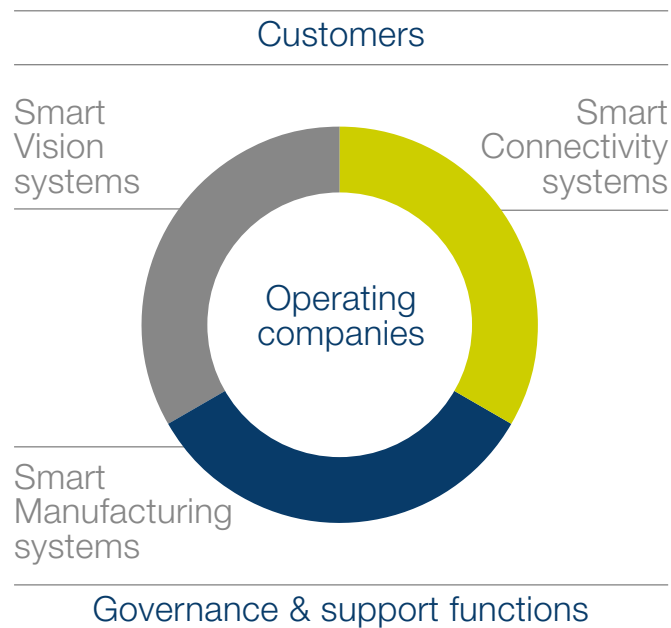 Customers
Smart
Vision
systems
Smart
Connectivity
systems
Operating
companies
Smart
Manufacturing
systems
Governance & support functions